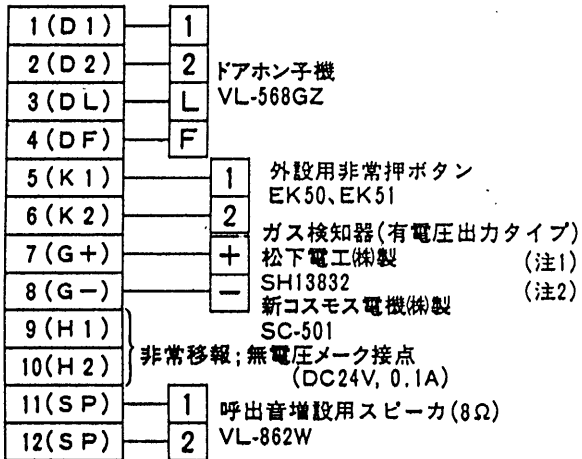 1(D1) 1
2(D2) 2
ドアホン子機
3(DL) L VL-568GZ
4(DF) F
5(K1) 1 外設用非常押ボタン
EK50、EK51
6(K2) 2
ガス検知器(有電圧出力タイプ)
7(G+) + 松下電工㈱製 (注1)
8(G−) − SH13832 (注2)
新コスモス電機㈱製
9(H1) SC-501
10(H2) 非常移報;無電圧メーク接点
(DC24V, 0.1A)
11(SP) 1 呼出音増設用スピーカ(8Ω)
12(SP) 2 VL-862W